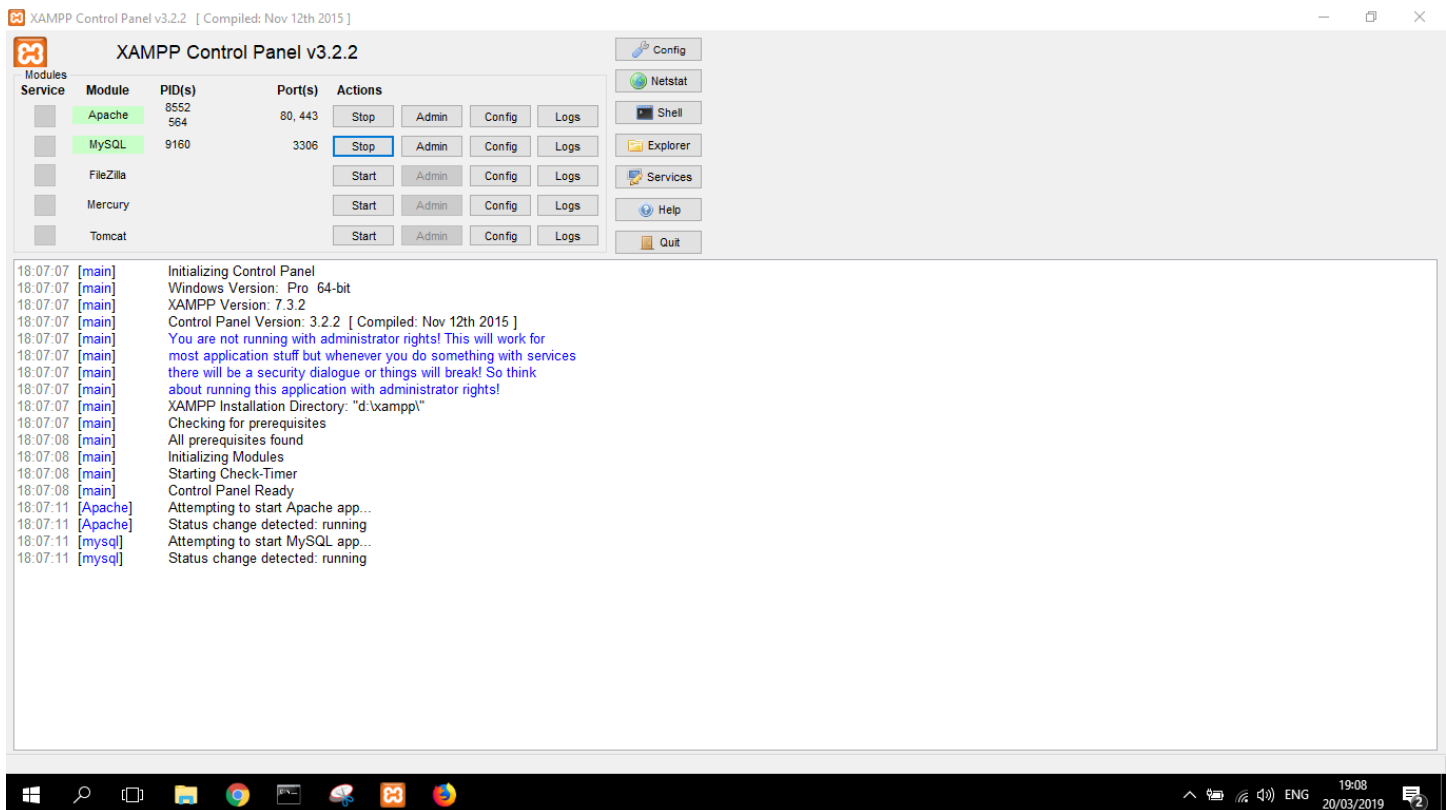 XAMPP Control Panel v3.2.2 [ Compiled: Nov 12th 2015 ]
XAMPP Control Panel v3.2.2
Config
Modules
Service Module PID(s) Port(s) Actions
Netstat
Apache 8552 564 80, 443 Stop Admin Config Logs
Shell
MySQL 9160 3306 Stop Admin Config Logs
Explorer
FileZilla Start Admin Config Logs
Services
Mercury Start Admin Config Logs
Help
Tomcat Start Admin Config Logs
Quit
18:07:07 [main] Initializing Control Panel
18:07:07 [main] Windows Version: Pro 64-bit
18:07:07 [main] XAMPP Version: 7.3.2
18:07:07 [main] Control Panel Version: 3.2.2 [ Compiled: Nov 12th 2015 ]
18:07:07 [main] You are not running with administrator rights! This will work for
18:07:07 [main] most application stuff but whenever you do something with services
18:07:07 [main] there will be a security dialogue or things will break! So think
18:07:07 [main] about running this application with administrator rights!
18:07:07 [main] XAMPP Installation Directory: "d:\xampp\"
18:07:07 [main] Checking for prerequisites
18:07:08 [main] All prerequisites found
18:07:08 [main] Initializing Modules
18:07:08 [main] Starting Check-Timer
18:07:08 [main] Control Panel Ready
18:07:11 [Apache] Attempting to start Apache app...
18:07:11 [Apache] Status change detected: running
18:07:11 [mysql] Attempting to start MySQL app...
18:07:11 [mysql] Status change detected: running
ENG
19:08
20/03/2019
2